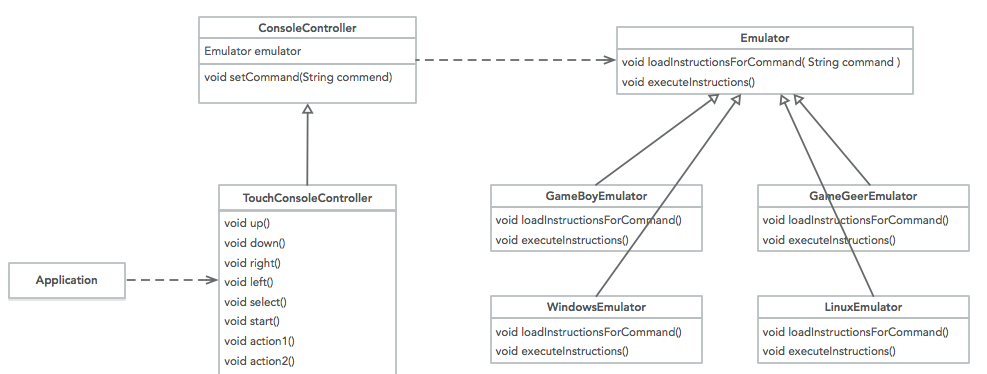 ConsoleController
Emulator emulator
void setCommand(String commend)
Emulator
void loadInstructionsForCommand( String command )
void executeInstructions()
TouchConsoleController
void up()
void down()
void right()
void left()
void select()
void start()
void action1()
void action2()
Application
GameBoyEmulator
void loadInstructionsForCommand()
void executeInstructions()
GameGeerEmulator
void loadInstructionsForCommand()
void executeInstructions()
WindowsEmulator
void loadInstructionsForCommand()
void executeInstructions()
LinuxEmulator
void loadInstructionsForCommand()
void executeInstructions()